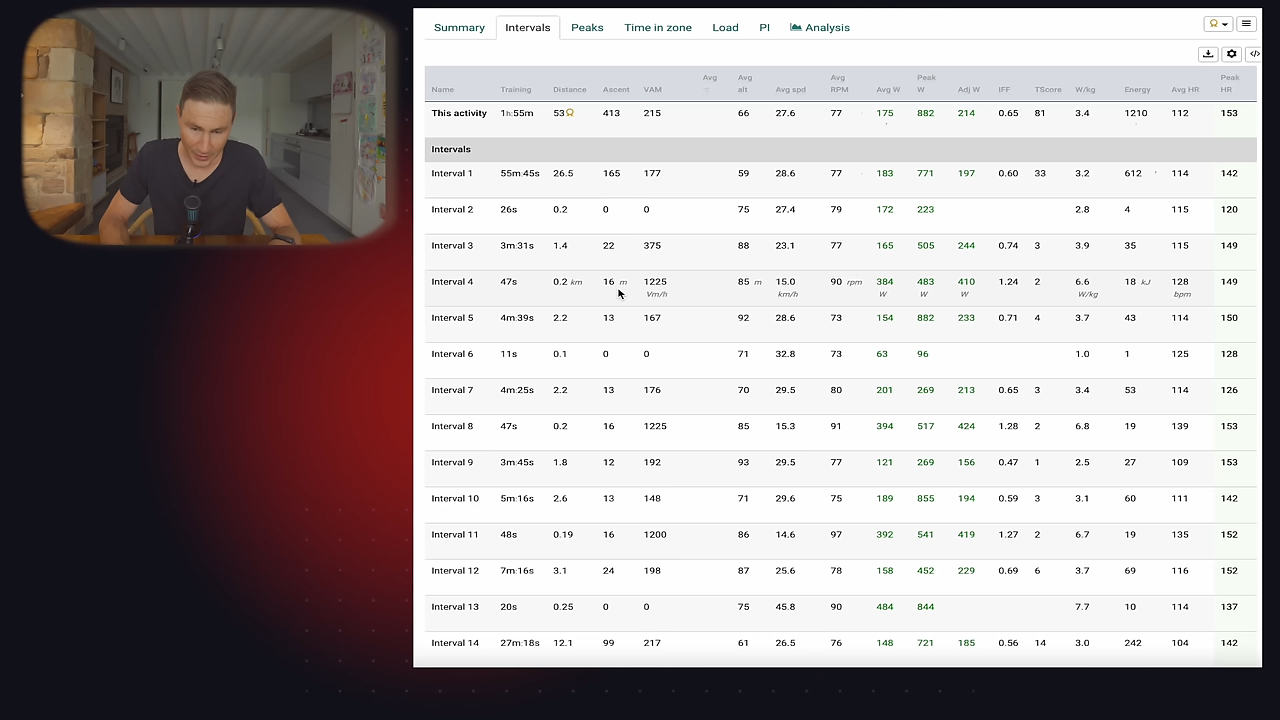 Summary Intervals Peaks Time in zone Load PI Analysis
Name Training Distance Ascent VAM Avg Avg alt Avg spd Avg RPM Avg W Peak W Adj W IFF TScore W/kg Energy Avg HR Peak HR
This activity 1h:55m 53 413 215 66 27.6 77 175 882 214 0.65 81 3.4 1210 112 153
Intervals
Interval 1 55m:45s 26.5 165 177 59 28.6 77 183 771 197 0.60 33 3.2 612 114 142
Interval 2 26s 0.2 0 0 75 27.4 79 172 223 2.8 4 115 120
Interval 3 3m:31s 1.4 22 375 88 23.1 77 165 505 244 0.74 3 3.9 35 115 149
Interval 4 47s 0.2 km 16 m 1225 Vm/h 85 m 15.0 km/h 90 rpm 384 W 483 W 410 W 1.24 2 6.6 W/kg 18 kJ 128 bpm 149
Interval 5 4m:39s 2.2 13 167 92 28.6 73 154 882 233 0.71 4 3.7 43 114 150
Interval 6 11s 0.1 0 0 71 32.8 73 63 96 1.0 1 125 128
Interval 7 4m:25s 2.2 13 176 70 29.5 80 201 269 213 0.65 3 3.4 53 114 126
Interval 8 47s 0.2 16 1225 85 15.3 91 394 517 424 1.28 2 6.8 19 139 153
Interval 9 3m:45s 1.8 12 192 93 29.5 77 121 269 156 0.47 1 2.5 27 109 153
Interval 10 5m:16s 2.6 13 148 71 29.6 75 189 855 194 0.59 3 3.1 60 111 142
Interval 11 48s 0.19 16 1200 86 14.6 97 392 541 419 1.27 2 6.7 19 135 152
Interval 12 7m:16s 3.1 24 198 87 25.6 78 158 452 229 0.69 6 3.7 69 116 152
Interval 13 20s 0.25 0 0 75 45.8 90 484 844 7.7 10 114 137
Interval 14 27m:18s 12.1 99 217 61 26.5 76 148 721 185 0.56 14 3.0 242 104 142